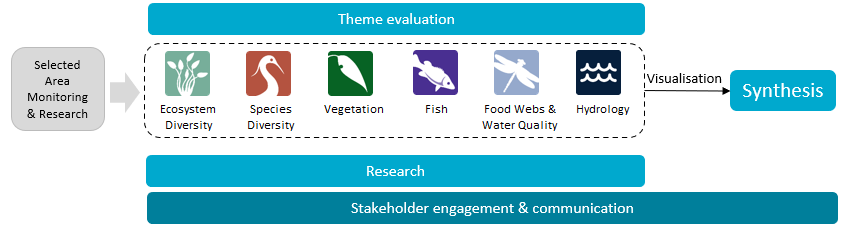 Theme evaluation
Selected
Area
Monitoring
& Research
Ecosystem
Diversity
Species
Diversity
Vegetation
Fish
Food Webs &
Water Quality
Hydrology
Visualisation
Synthesis
Research
Stakeholder engagement & communication